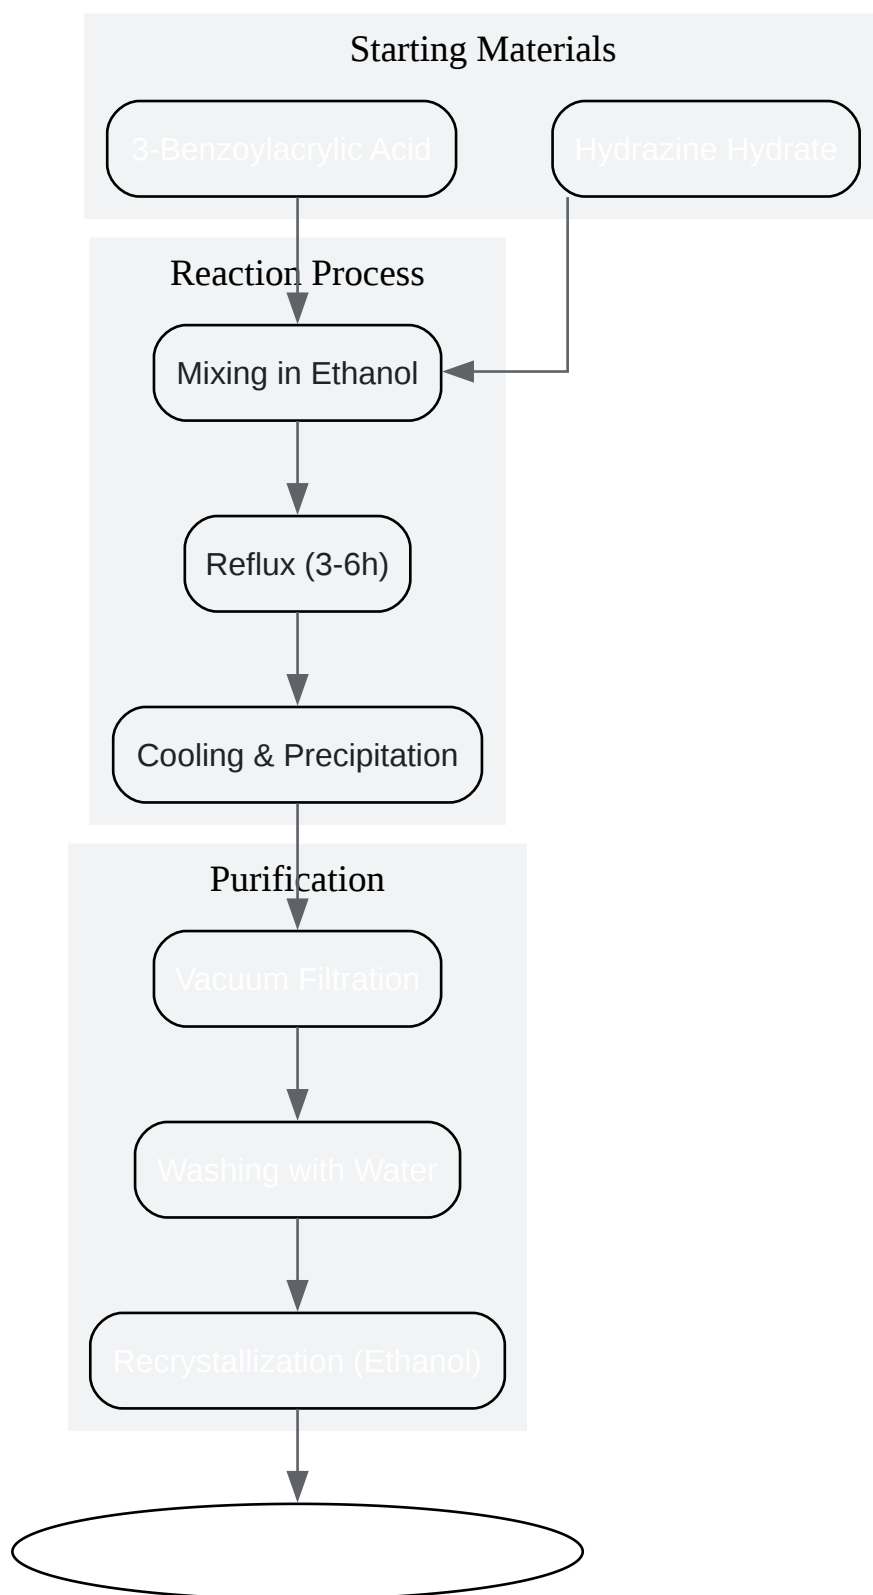 Starting Materials
3-Benzoylacrylic Acid
Hydrazine Hydrate
Reaction Process
Mixing in Ethanol
Reflux (3-6h)
Cooling & Precipitation
Purification
Vacuum Filtration
Washing with Water
Recrystallization (Ethanol)